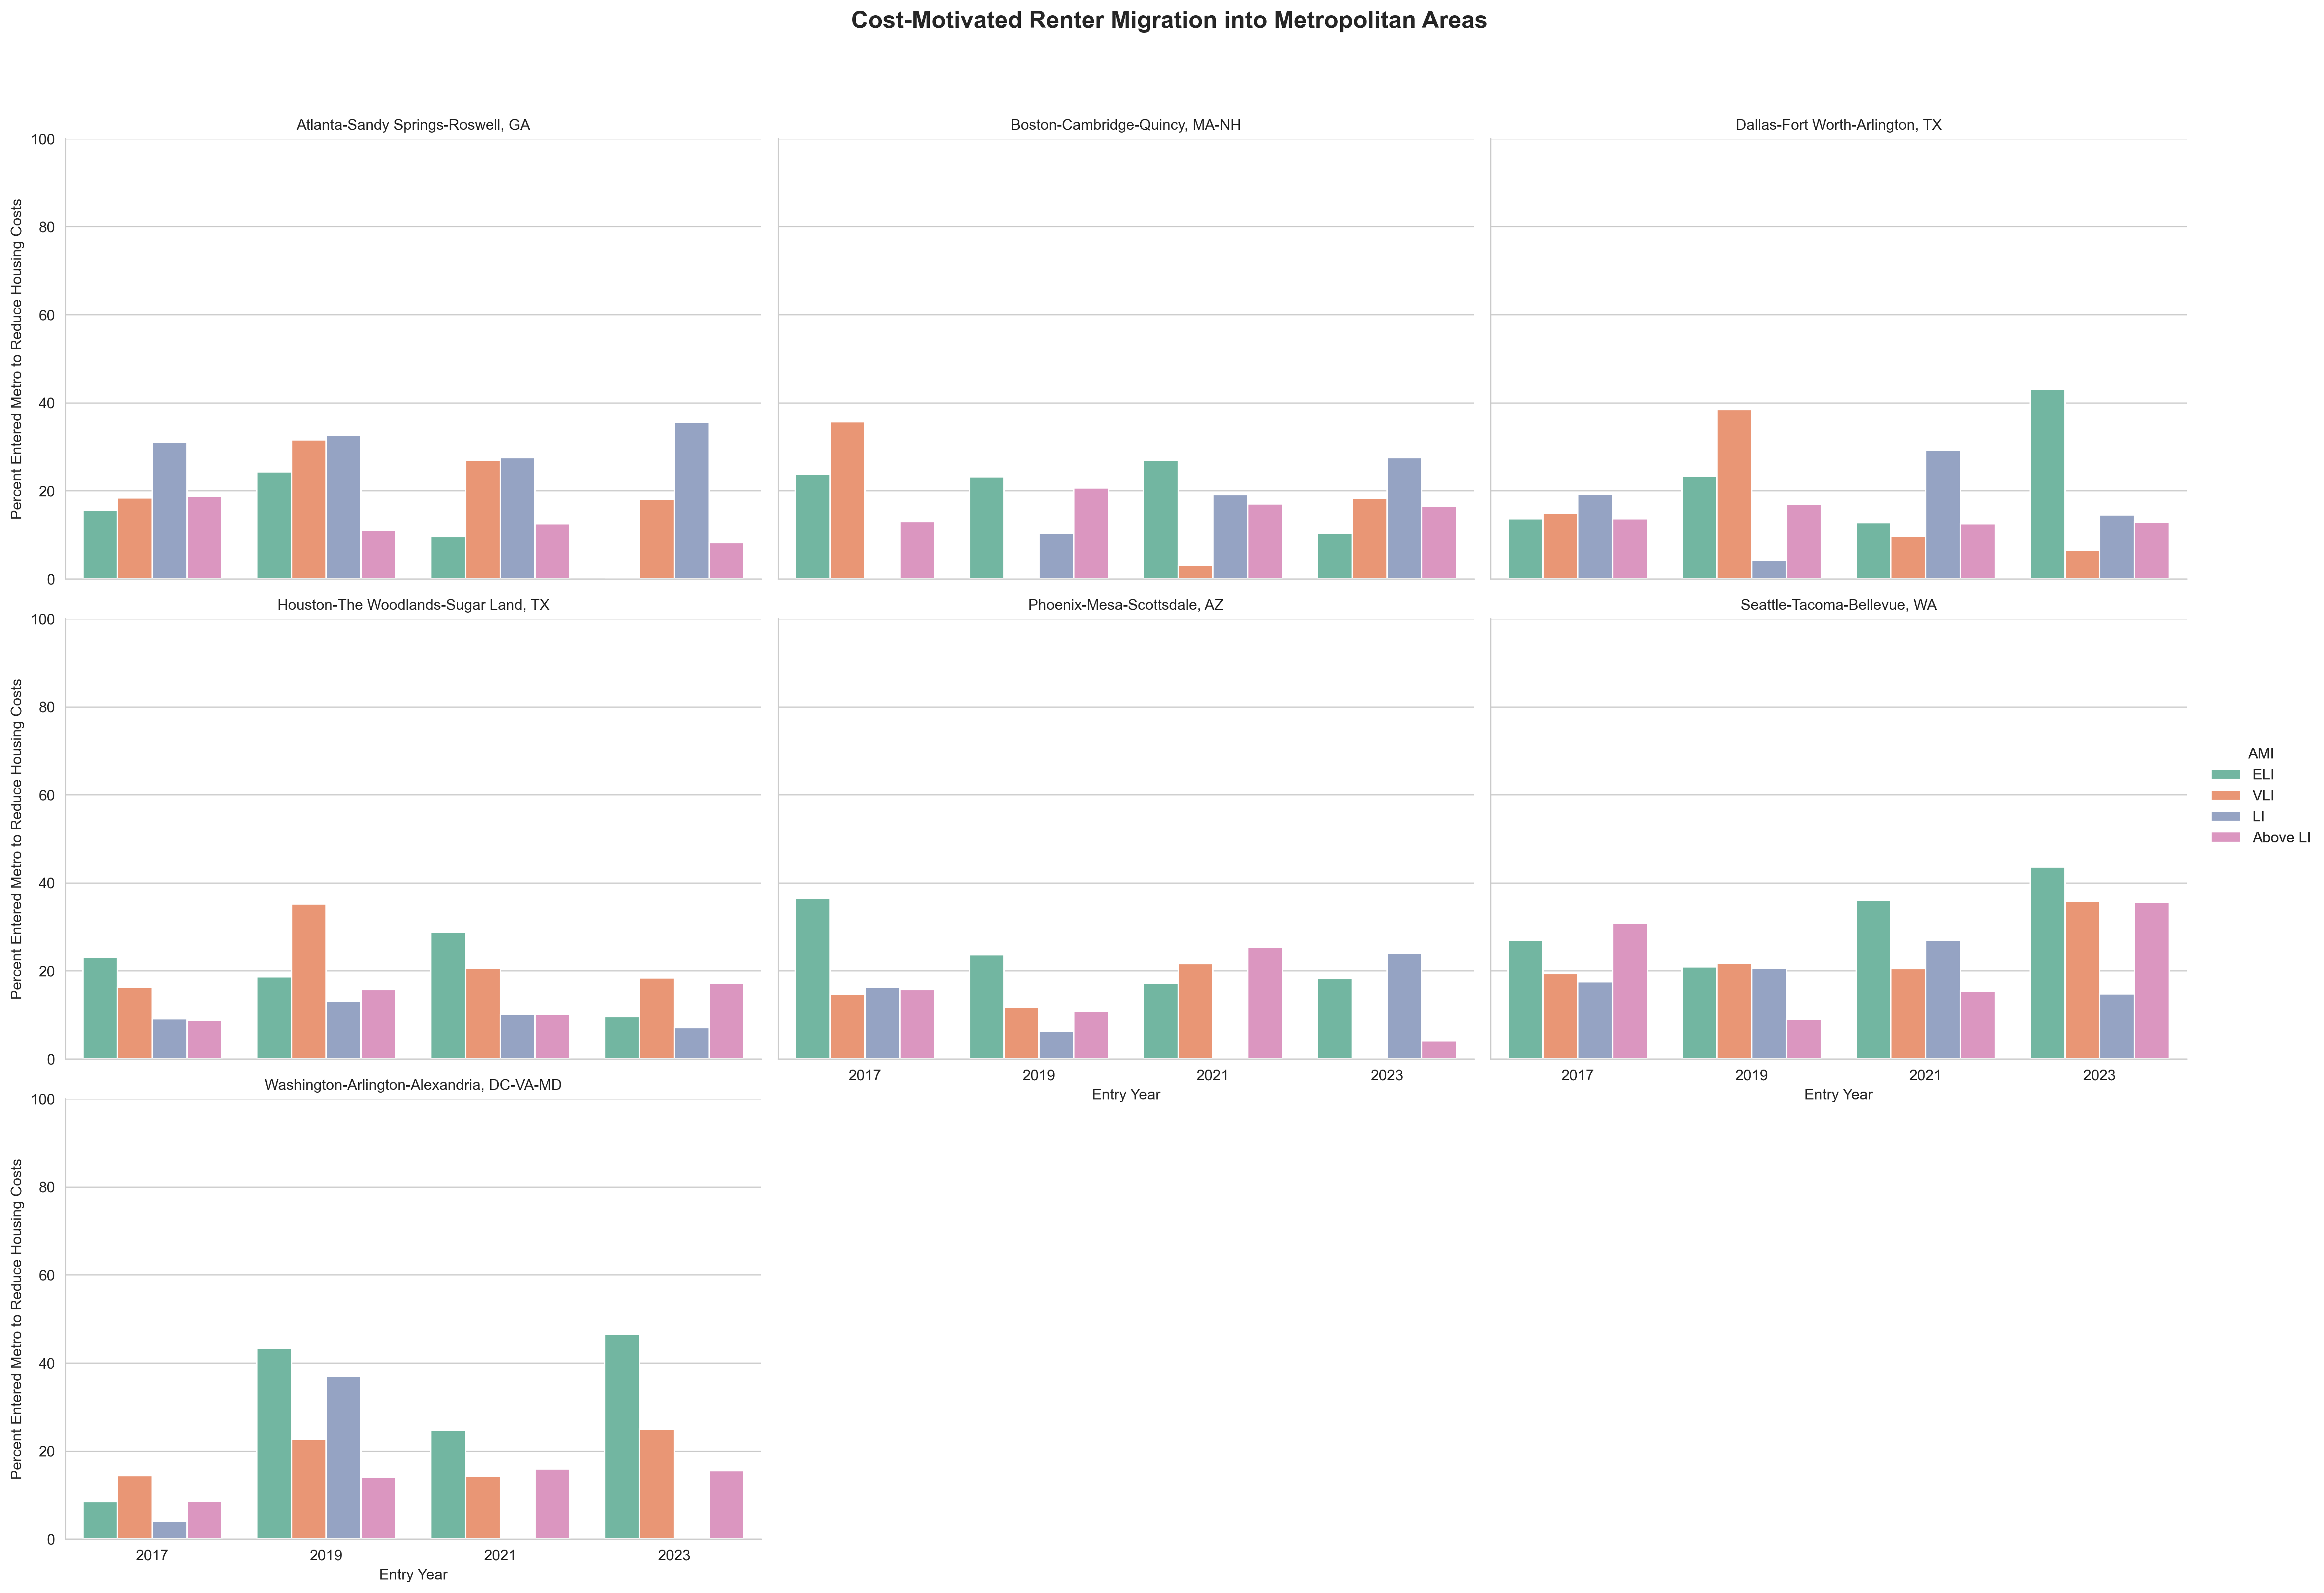 Cost-Motivated Renter Migration into Metropolitan Areas
Atlanta-Sandy Springs-Roswell, GA
Boston-Cambridge-Quincy, MA-NH
Dallas-Fort Worth-Arlington, TX
Percent Entered Metro to Reduce Housing Costs
100
80
60
40
20
0
Houston-The Woodlands-Sugar Land, TX
Phoenix-Mesa-Scottsdale, AZ
Seattle-Tacoma-Bellevue, WA
Percent Entered Metro to Reduce Housing Costs
100
80
60
40
20
0
2017 2019 2021 2023
Entry Year
2017 2019 2021 2023
Entry Year
AMI
ELI
VLI
LI
Above LI
Washington-Arlington-Alexandria, DC-VA-MD
Percent Entered Metro to Reduce Housing Costs
100
80
60
40
20
0
2017 2019 2021 2023
Entry Year